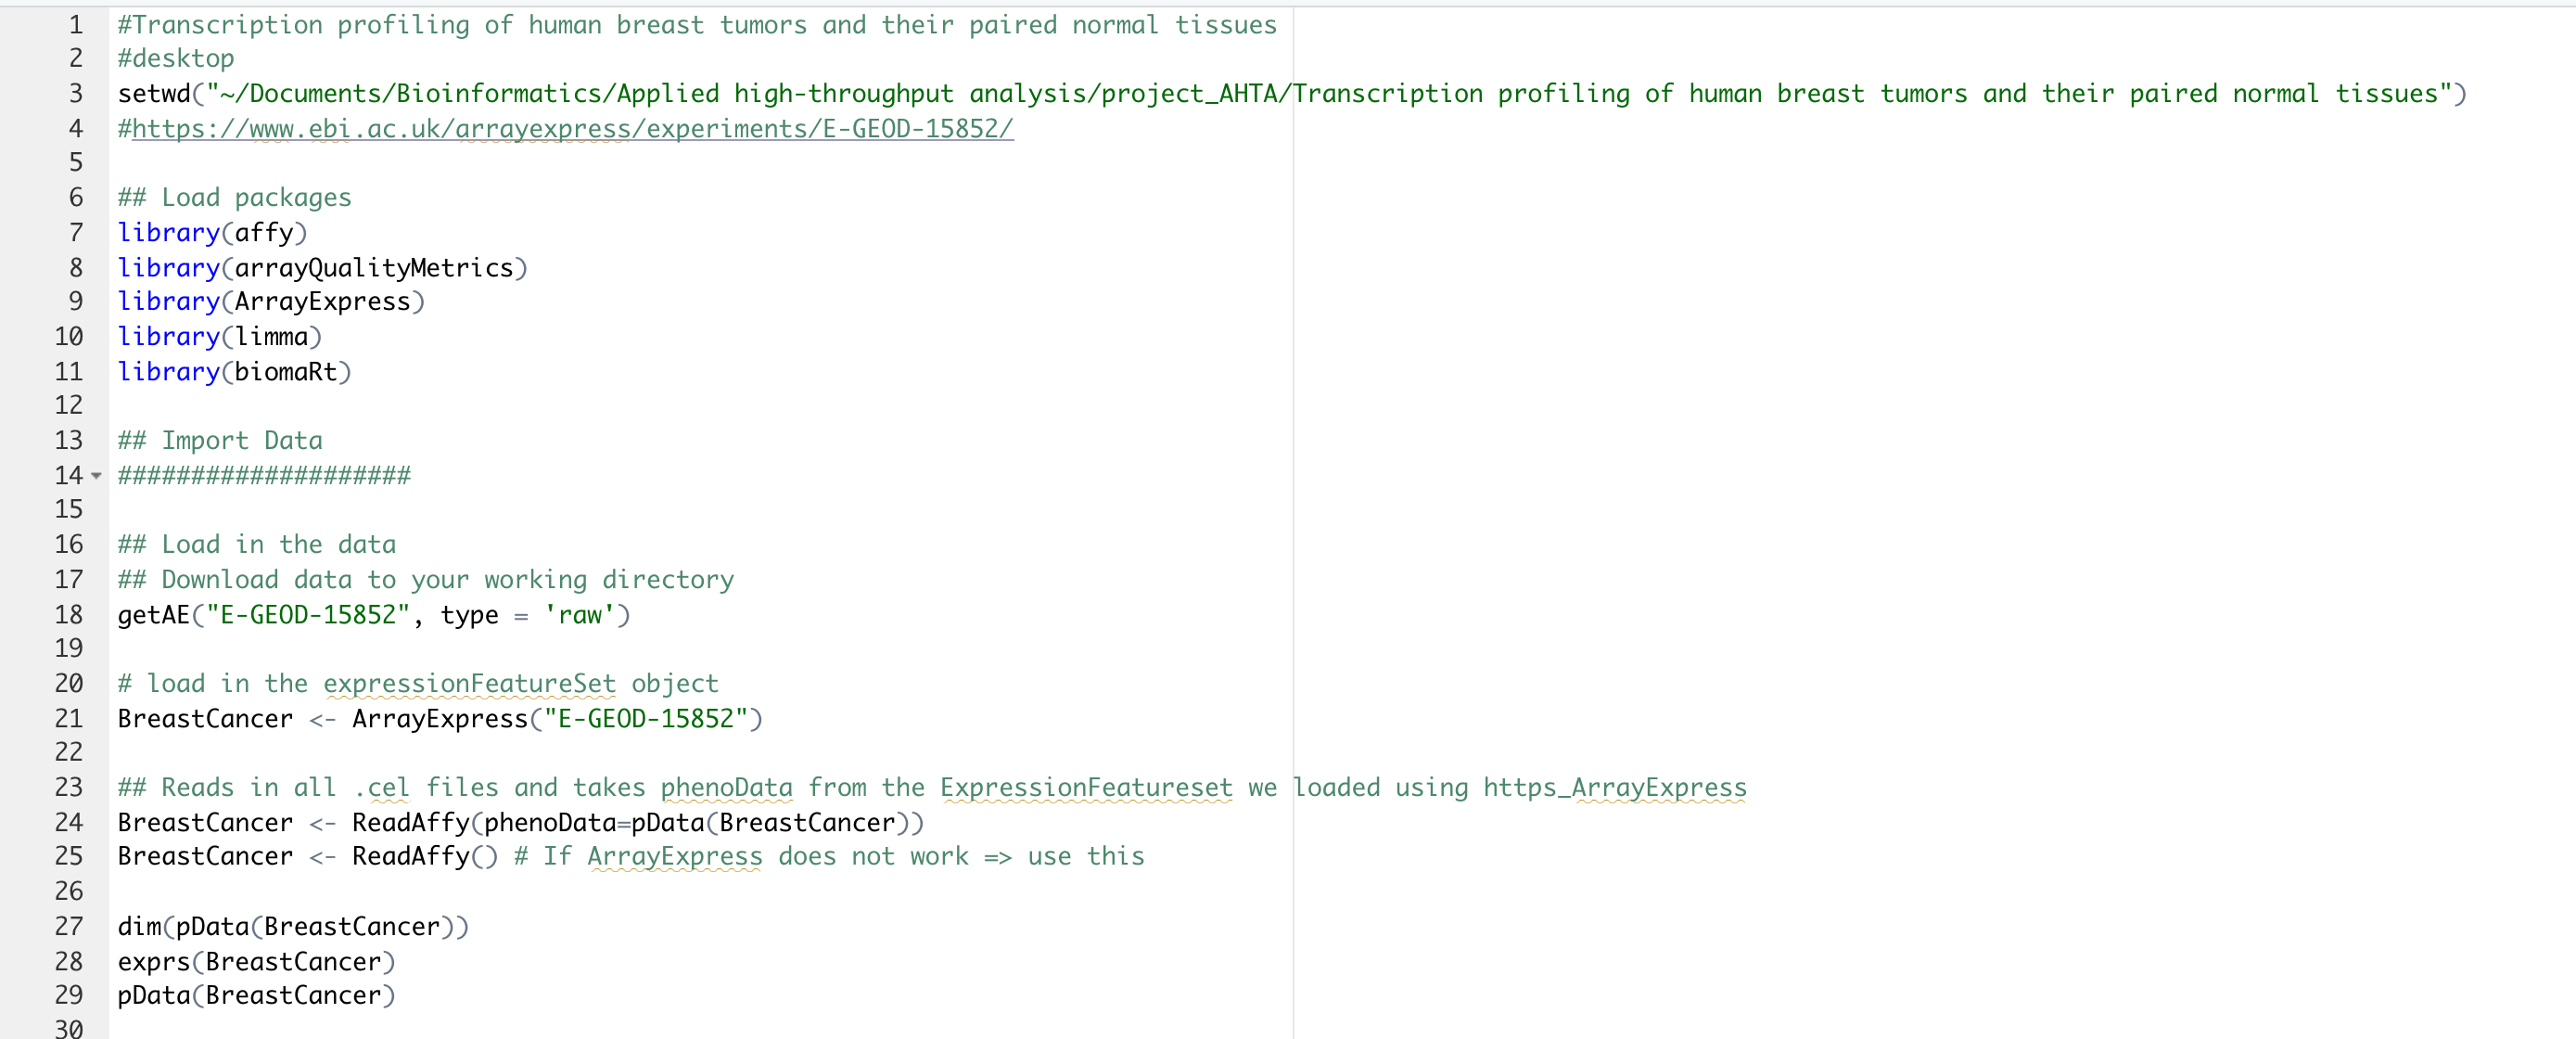 1 #Transcription profiling of human breast tumors and their paired normal tissues
2 #desktop
3 setwd("~/Documents/Bioinformatics/Applied high-throughput analysis/project_AHTA/Transcription profiling of human breast tumors and their paired normal tissues")
4 #https://www.ebi.ac.uk/arrayexpress/experiments/E-GEOD-15852/
5
6 ## Load packages
7 library(affy)
8 library(arrayQualityMetrics)
9 library(ArrayExpress)
10 library(limma)
11 library(biomaRt)
12
13 ## Import Data
14 ####################
15
16 ## Load in the data
17 ## Download data to your working directory
18 getAE("E-GEOD-15852", type = 'raw')
19
20 # load in the expressionFeatureSet object
21 BreastCancer <- ArrayExpress("E-GEOD-15852")
22
23 ## Reads in all .cel files and takes phenoData from the ExpressionFeatureset we loaded using https_ArrayExpress
24 BreastCancer <- ReadAffy(phenoData=pData(BreastCancer))
25 BreastCancer <- ReadAffy() # If ArrayExpress does not work => use this
26
27 dim(pData(BreastCancer))
28 exprs(BreastCancer)
29 pData(BreastCancer)
30